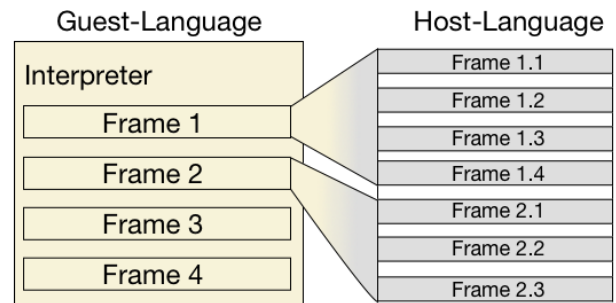 Guest-Language
Interpreter
Frame 1
Frame 2
Frame 3
Frame 4
Host-Language
Frame 1.1
Frame 1.2
Frame 1.3
Frame 1.4
Frame 2.1
Frame 2.2
Frame 2.3